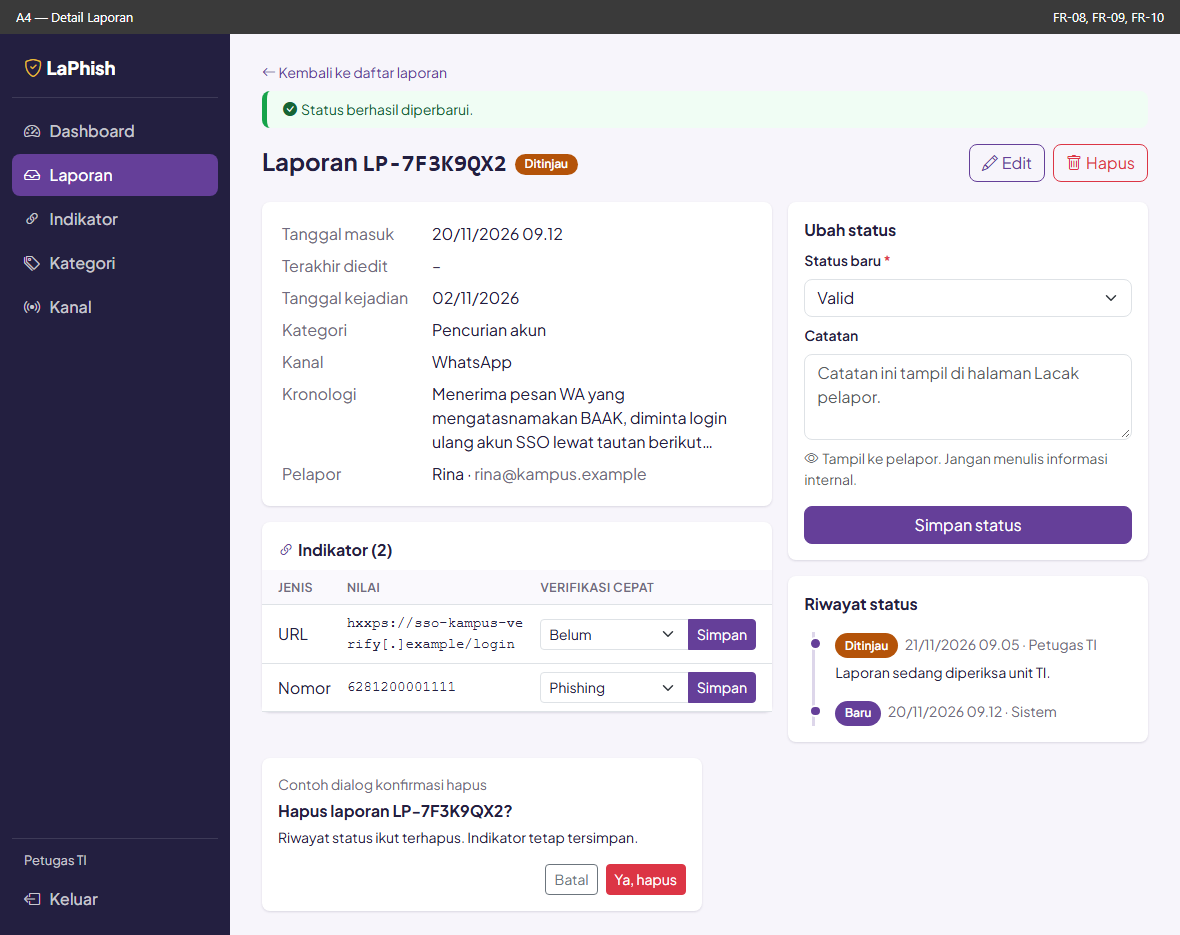 A4 — Detail Laporan
FR-08, FR-09, FR-10
LaPhish
Dashboard
Laporan
Indikator
Kategori
Kanal
Petugas TI
Keluar
← Kembali ke daftar laporan
Status berhasil diperbarui.
Laporan LP-7F3K9QX2 Ditinjau
Edit
Hapus
Tanggal masuk 20/11/2026 09.12
Terakhir diedit –
Tanggal kejadian 02/11/2026
Kategori Pencurian akun
Kanal WhatsApp
Kronologi Menerima pesan WA yang
mengatasnamakan BAAK, diminta login
ulang akun SSO lewat tautan berikut…
Pelapor Rina · rina@kampus.example
Indikator (2)
JENIS NILAI VERIFIKASI CEPAT
URL hxxps://sso-kampus-ve
rify[.]example/login
Belum Simpan
Nomor 6281200001111 Phishing Simpan
Ubah status
Status baru *
Valid
Catatan
Catatan ini tampil di halaman Lacak
pelapor.
Tampil ke pelapor. Jangan menulis informasi
internal.
Simpan status
Riwayat status
Ditinjau 21/11/2026 09.05 · Petugas TI
Laporan sedang diperiksa unit TI.
Baru 20/11/2026 09.12 · Sistem
Contoh dialog konfirmasi hapus
Hapus laporan LP-7F3K9QX2?
Riwayat status ikut terhapus. Indikator tetap tersimpan.
Batal
Ya, hapus